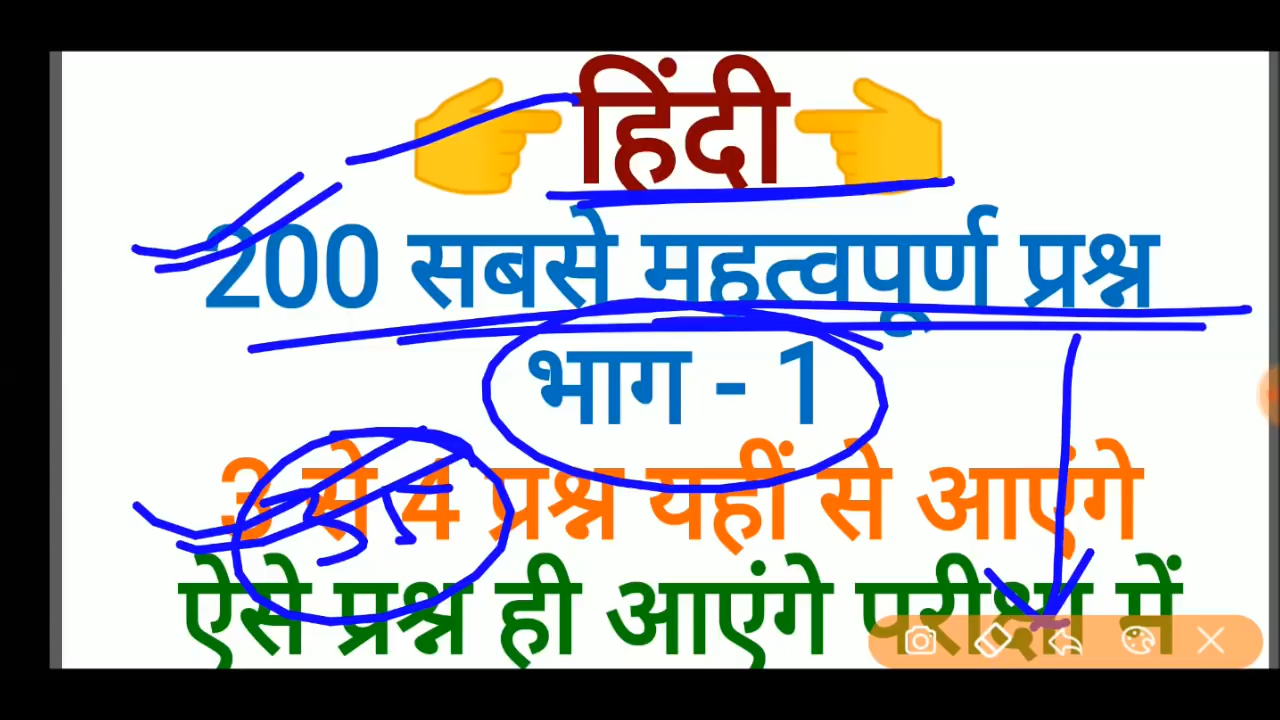 हिंदी
200 सबसे महत्वपूर्ण प्रश्न
भाग - 1
3 से 4 प्रश्न यहीं से आएंगे
ऐसे प्रश्न ही आएंगे परीक्षा में